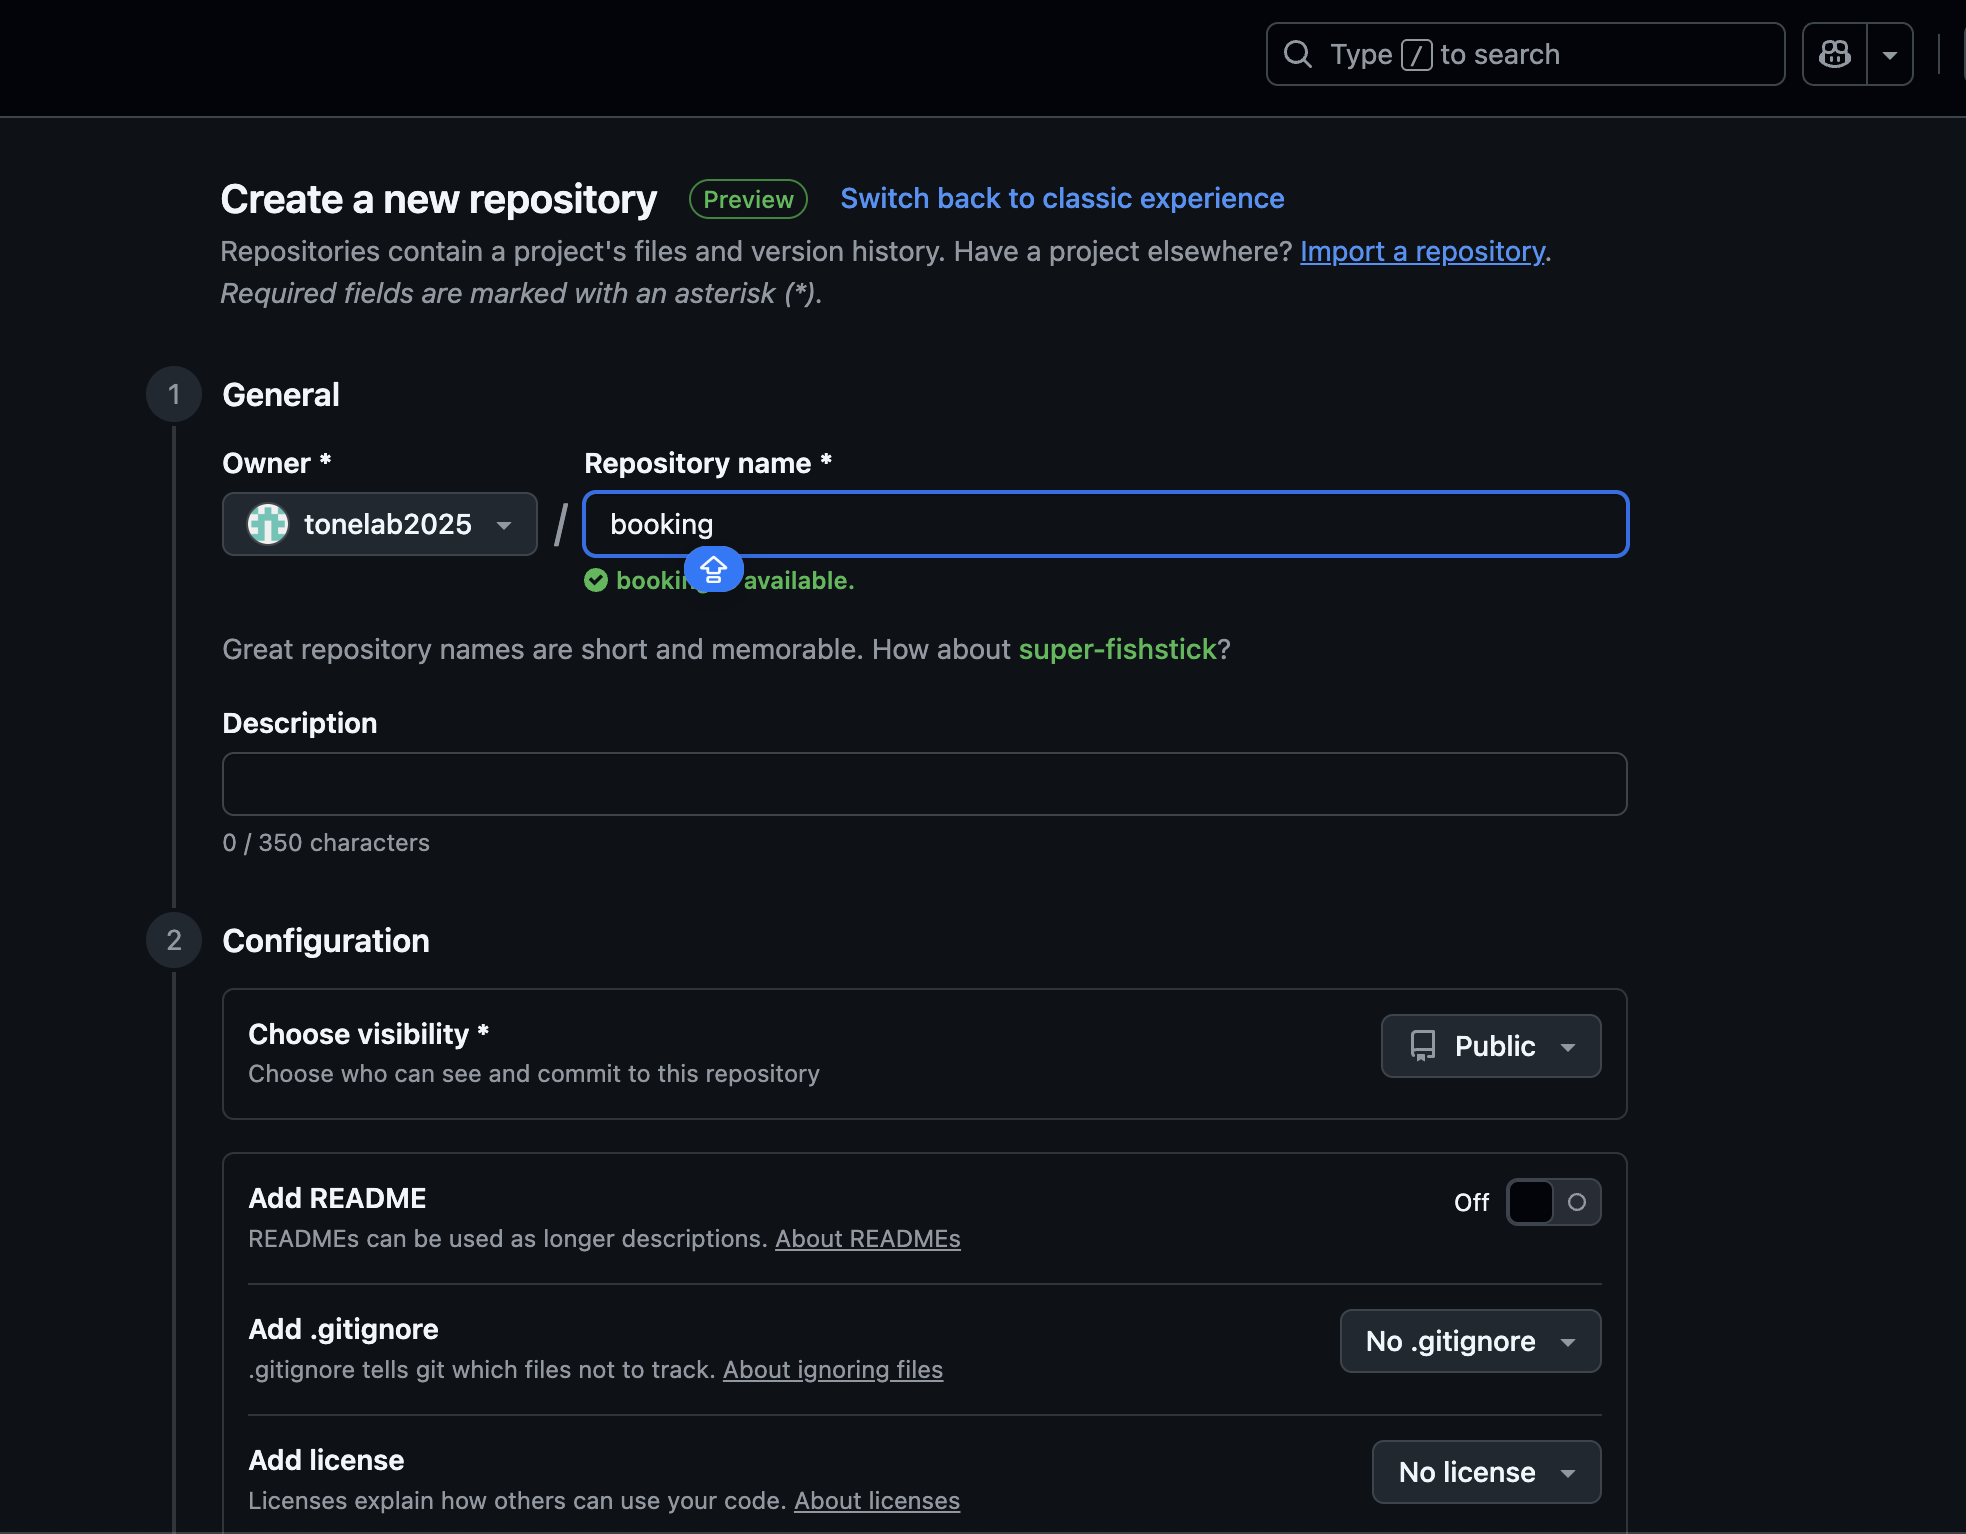 Type / to search
Create a new repository Preview Switch back to classic experience
Repositories contain a project's files and version history. Have a project elsewhere? Import a repository.
Required fields are marked with an asterisk (*).
1 General
Owner * Repository name *
tonelab2025 / booking
available.
Great repository names are short and memorable. How about super-fishstick?
Description
0 / 350 characters
2 Configuration
Choose visibility *
Public
Choose who can see and commit to this repository
Add README
Off
READMEs can be used as longer descriptions. About READMEs
Add .gitignore
No .gitignore
.gitignore tells git which files not to track. About ignoring files
Add license
No license
Licenses explain how others can use your code. About licenses